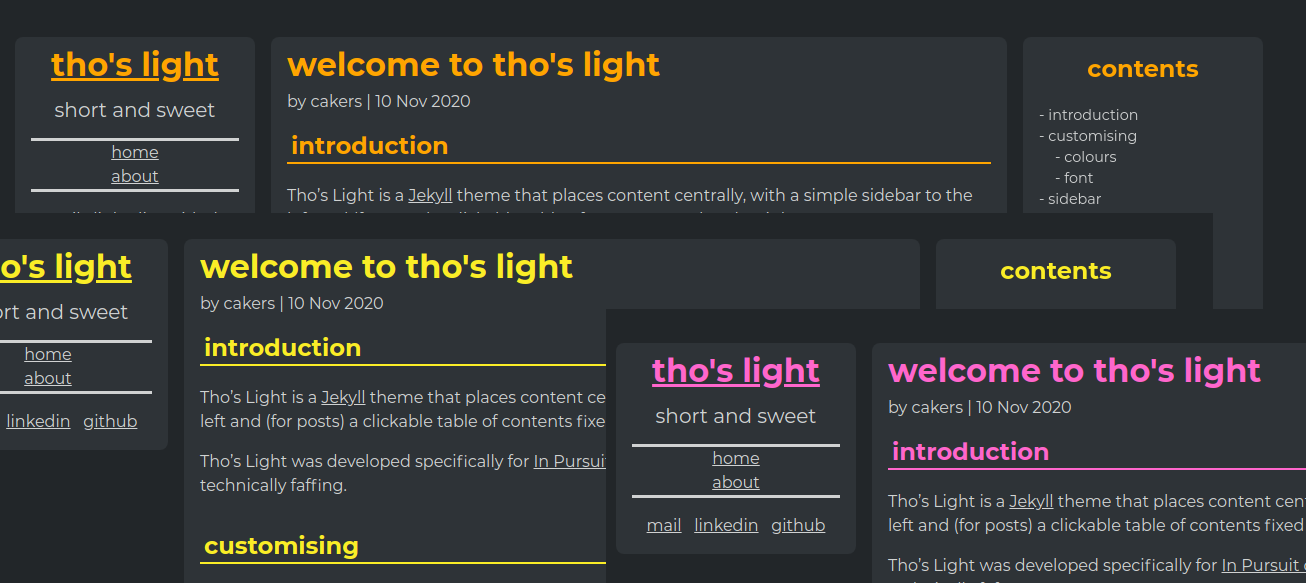 tho's light
short and sweet
home
about
welcome to tho's light
by cakers | 10 Nov 2020
introduction
Tho’s Light is a Jekyll theme that places content centrally, with a simple sidebar to the
contents
- introduction
- customising
- colours
- font
- sidebar
o's light
ort and sweet
home
about
linkedin github
welcome to tho's light
by cakers | 10 Nov 2020
introduction
Tho’s Light is a Jekyll theme that places content ce
left and (for posts) a clickable table of contents fixe
Tho’s Light was developed specifically for In Pursui
technically faffing.
customising
contents
tho's light
short and sweet
home
about
mail linkedin github
welcome to tho's light
by cakers | 10 Nov 2020
introduction
Tho’s Light is a Jekyll theme that places content cen
left and (for posts) a clickable table of contents fixed
Tho’s Light was developed specifically for In Pursuit